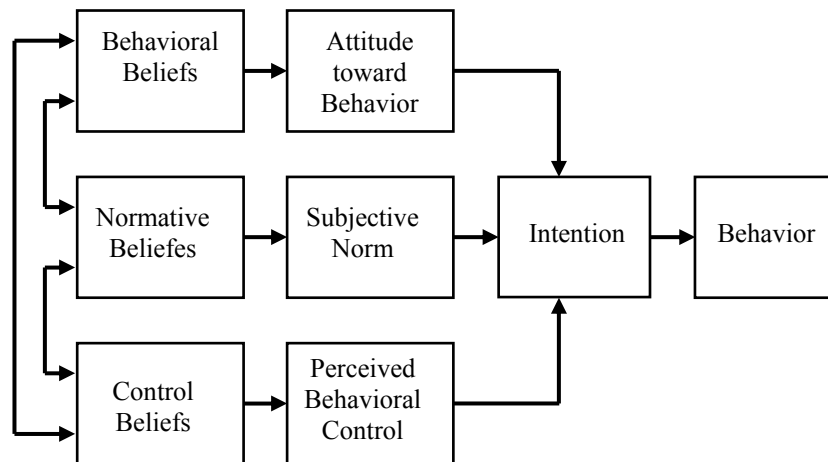 Behavioral
Beliefs
Attitude
toward
Behavior
Normative
Beliefes
Subjective
Norm
Intention
Behavior
Control
Beliefs
Perceived
Behavioral
Control